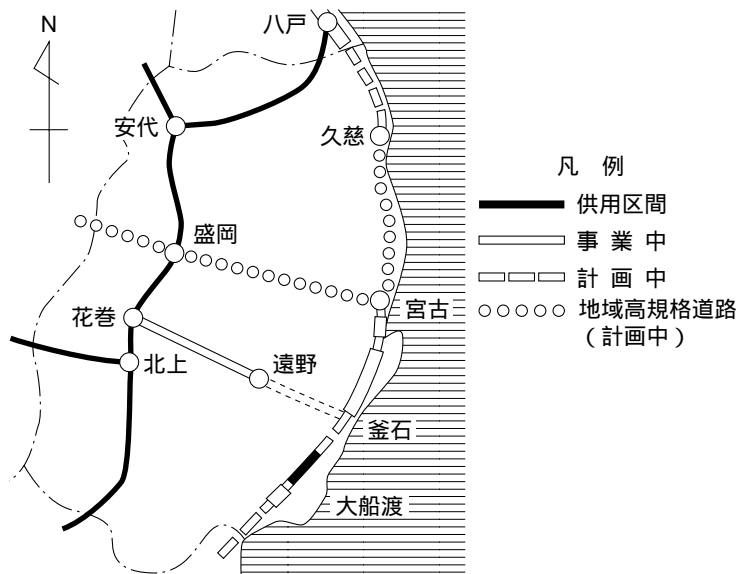 N
八戸
安代
久慈
盛岡
宮古
花巻
北上
遠野
釜石
大船渡
凡 例
供用区間
事 業 中
計 画 中
地域高規格道路
(計画中)